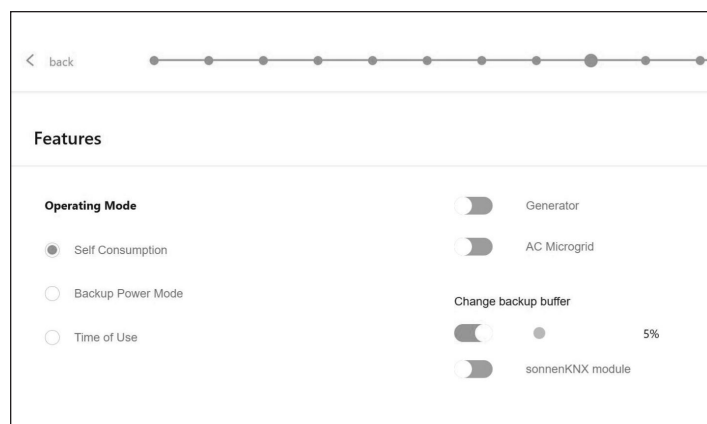 back
Features
Operating Mode
Self Consumption
Backup Power Mode
Time of Use
Generator
AC Microgrid
Change backup buffer
5%
sonnenKNX module